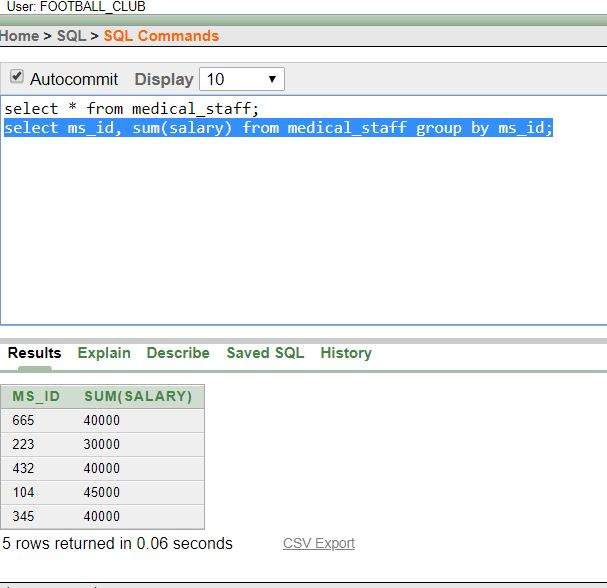 User: FOOTBALL_CLUB
Home > SQL > SQL Commands
Autocommit Display 10
select * from medical_staff;
select ms_id, sum(salary) from medical_staff group by ms_id;
Results Explain Describe Saved SQL History
MS_ID SUM(SALARY)
665 40000
223 30000
432 40000
104 45000
345 40000
5 rows returned in 0.06 seconds CSV Export